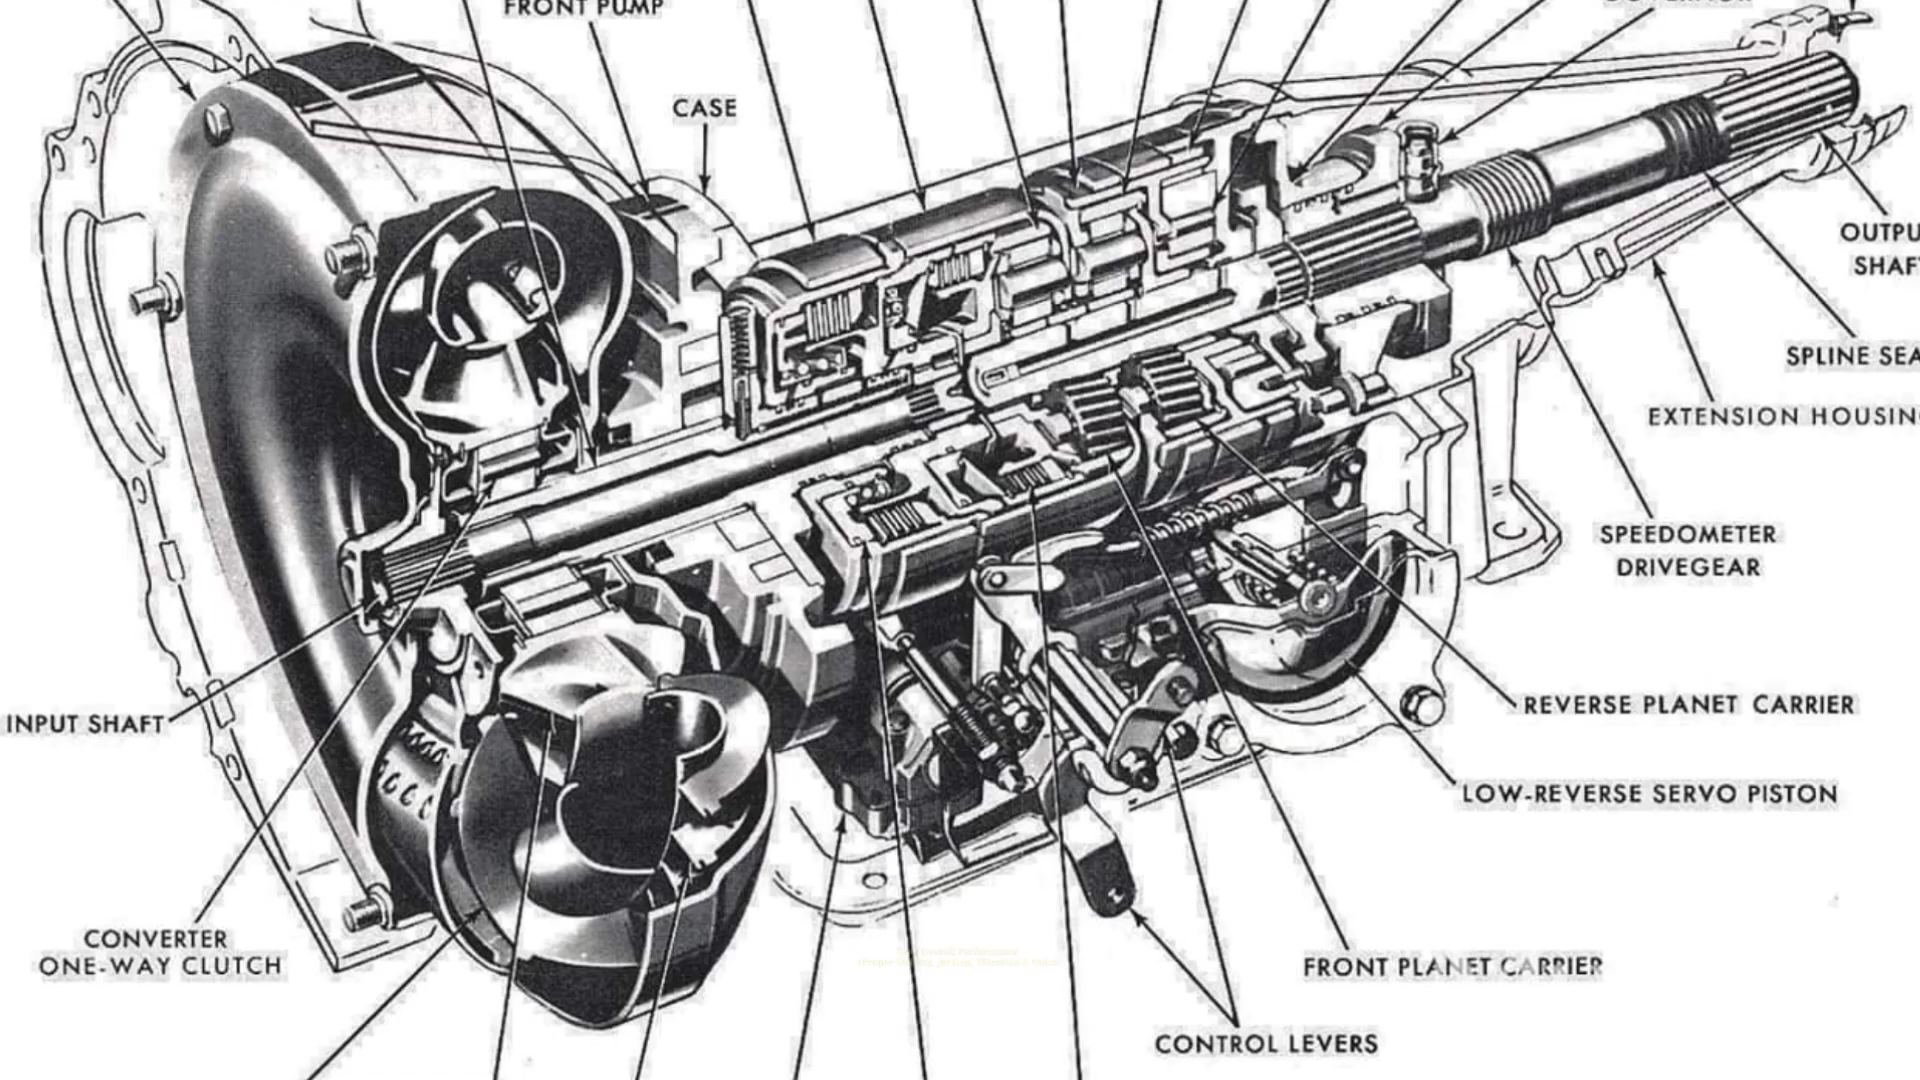 FRONT PUMP
CASE
OUTPU
SHAF
SPLINE SEA
EXTENSION HOUSIN
SPEEDOMETER
DRIVEGEAR
REVERSE PLANET CARRIER
INPUT SHAFT
LOW-REVERSE SERVO PISTON
CONVERTER
ONE-WAY CLUTCH
FRONT PLANET CARRIER
CONTROL LEVERS